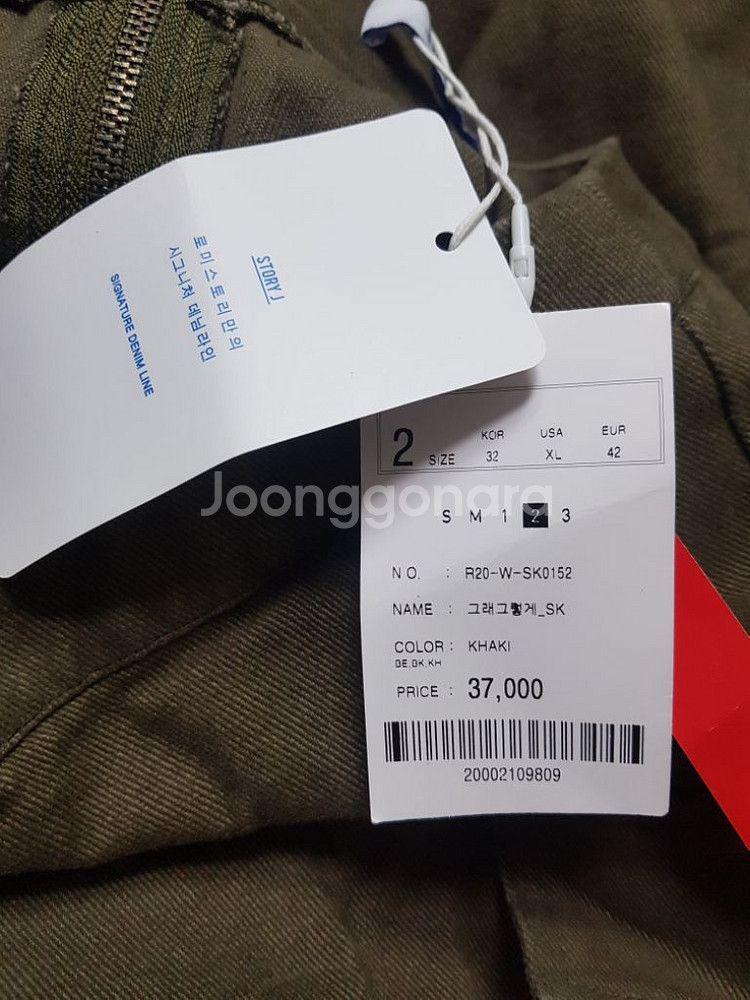 STORY J
로미스토리만의
시그니처 데님라인
SIGNATURE DENIM LINE
2 SIZE
KOR USA EUR
32 XL 42
Joonggonara
S M 1 2 3
NO. : R20-W-SK0152
NAME : 그래그렇게_SK
COLOR : KHAKI
BE,BK,KH
PRICE : 37,000
20002109809